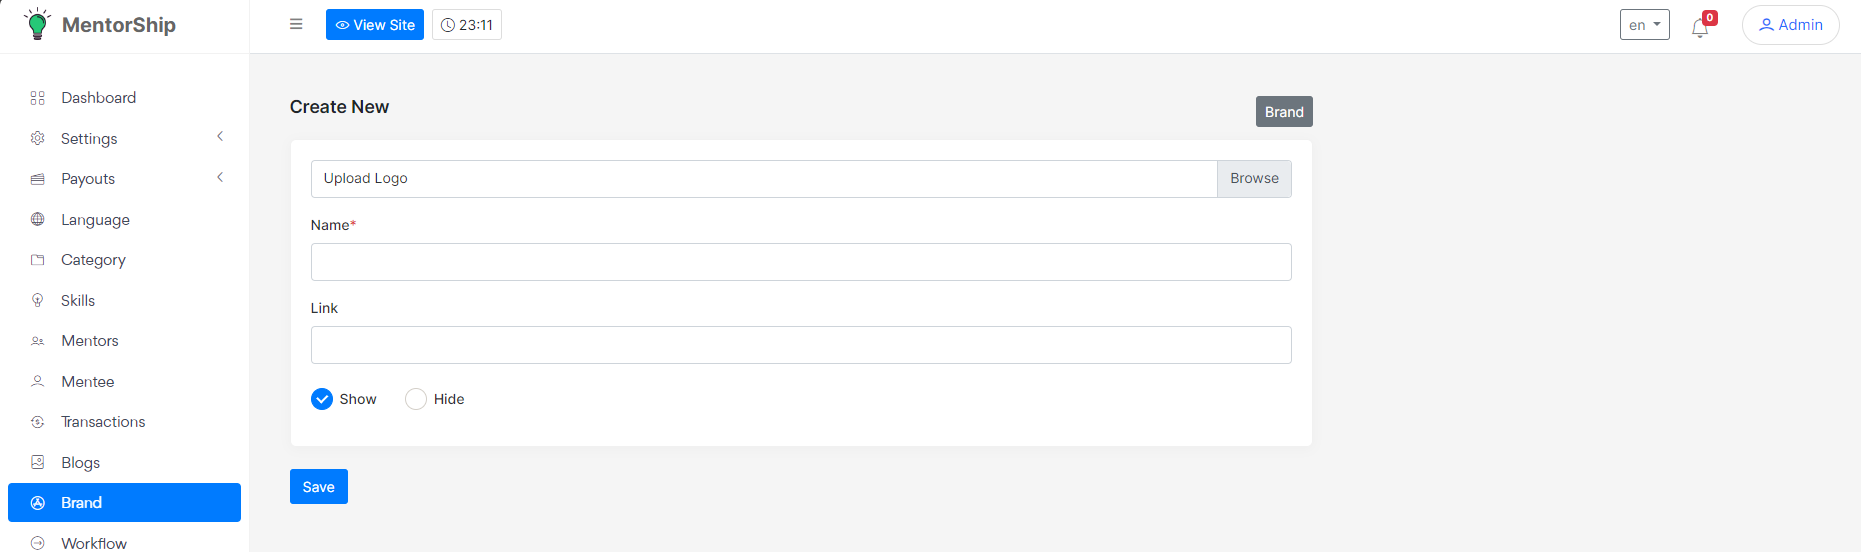 MentorShip
View Site
23:11
en
0
Admin
Dashboard
Settings
Payouts
Language
Category
Skills
Mentors
Mentee
Transactions
Blogs
Brand
Workflow
Create New
Brand
Upload Logo
Browse
Name*
Link
Show
Hide
Save